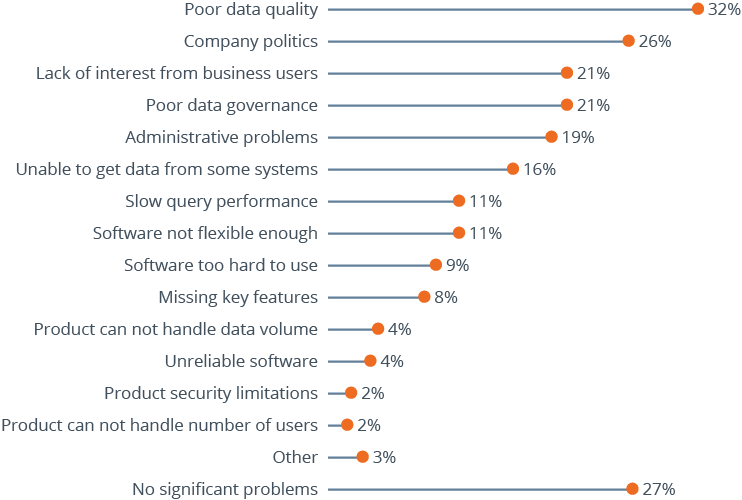 Poor data quality 32%
Company politics 26%
Lack of interest from business users 21%
Poor data governance 21%
Administrative problems 19%
Unable to get data from some systems 16%
Slow query performance 11%
Software not flexible enough 11%
Software too hard to use 9%
Missing key features 8%
Product can not handle data volume 4%
Unreliable software 4%
Product security limitations 2%
Product can not handle number of users 2%
Other 3%
No significant problems 27%